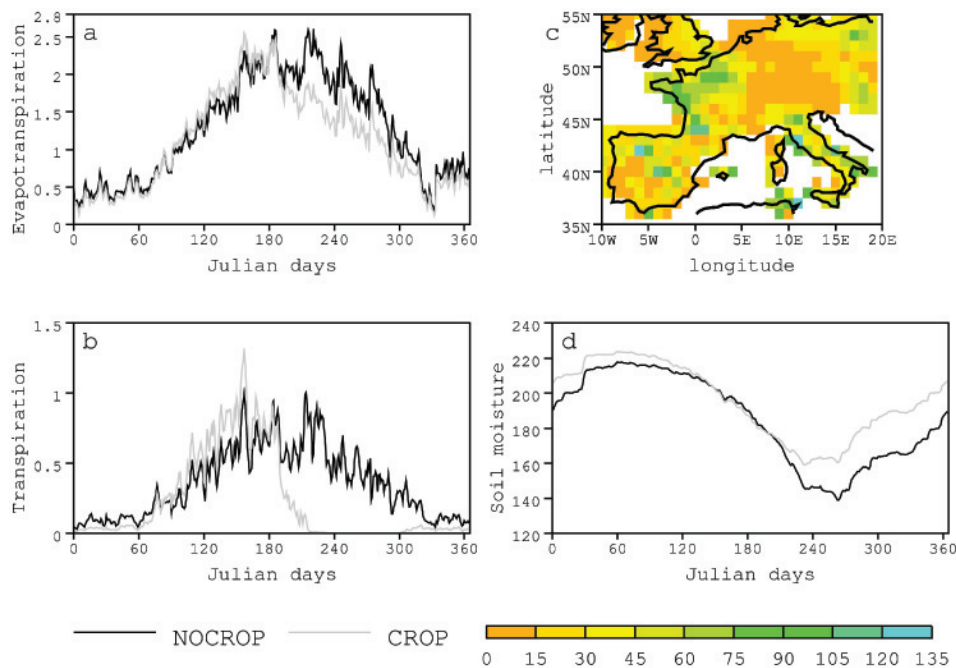 a
Evapotranspiration
2.8
2.5
2
1.5
1
0.5
0
0 60 120 180 240 300 360
Julian days
c
latitude
55N
50N
45N
40N
35N
10W 5W 0 5E 10E 15E 20E
longitude
b
Transpiration
1.5
1
0.5
0
0 60 120 180 240 300 360
Julian days
d
Soil moisture
240
220
200
180
160
140
120
0 60 120 180 240 300 360
Julian days
NOCROP CROP
0 15 30 45 60 75 90 105 120 135